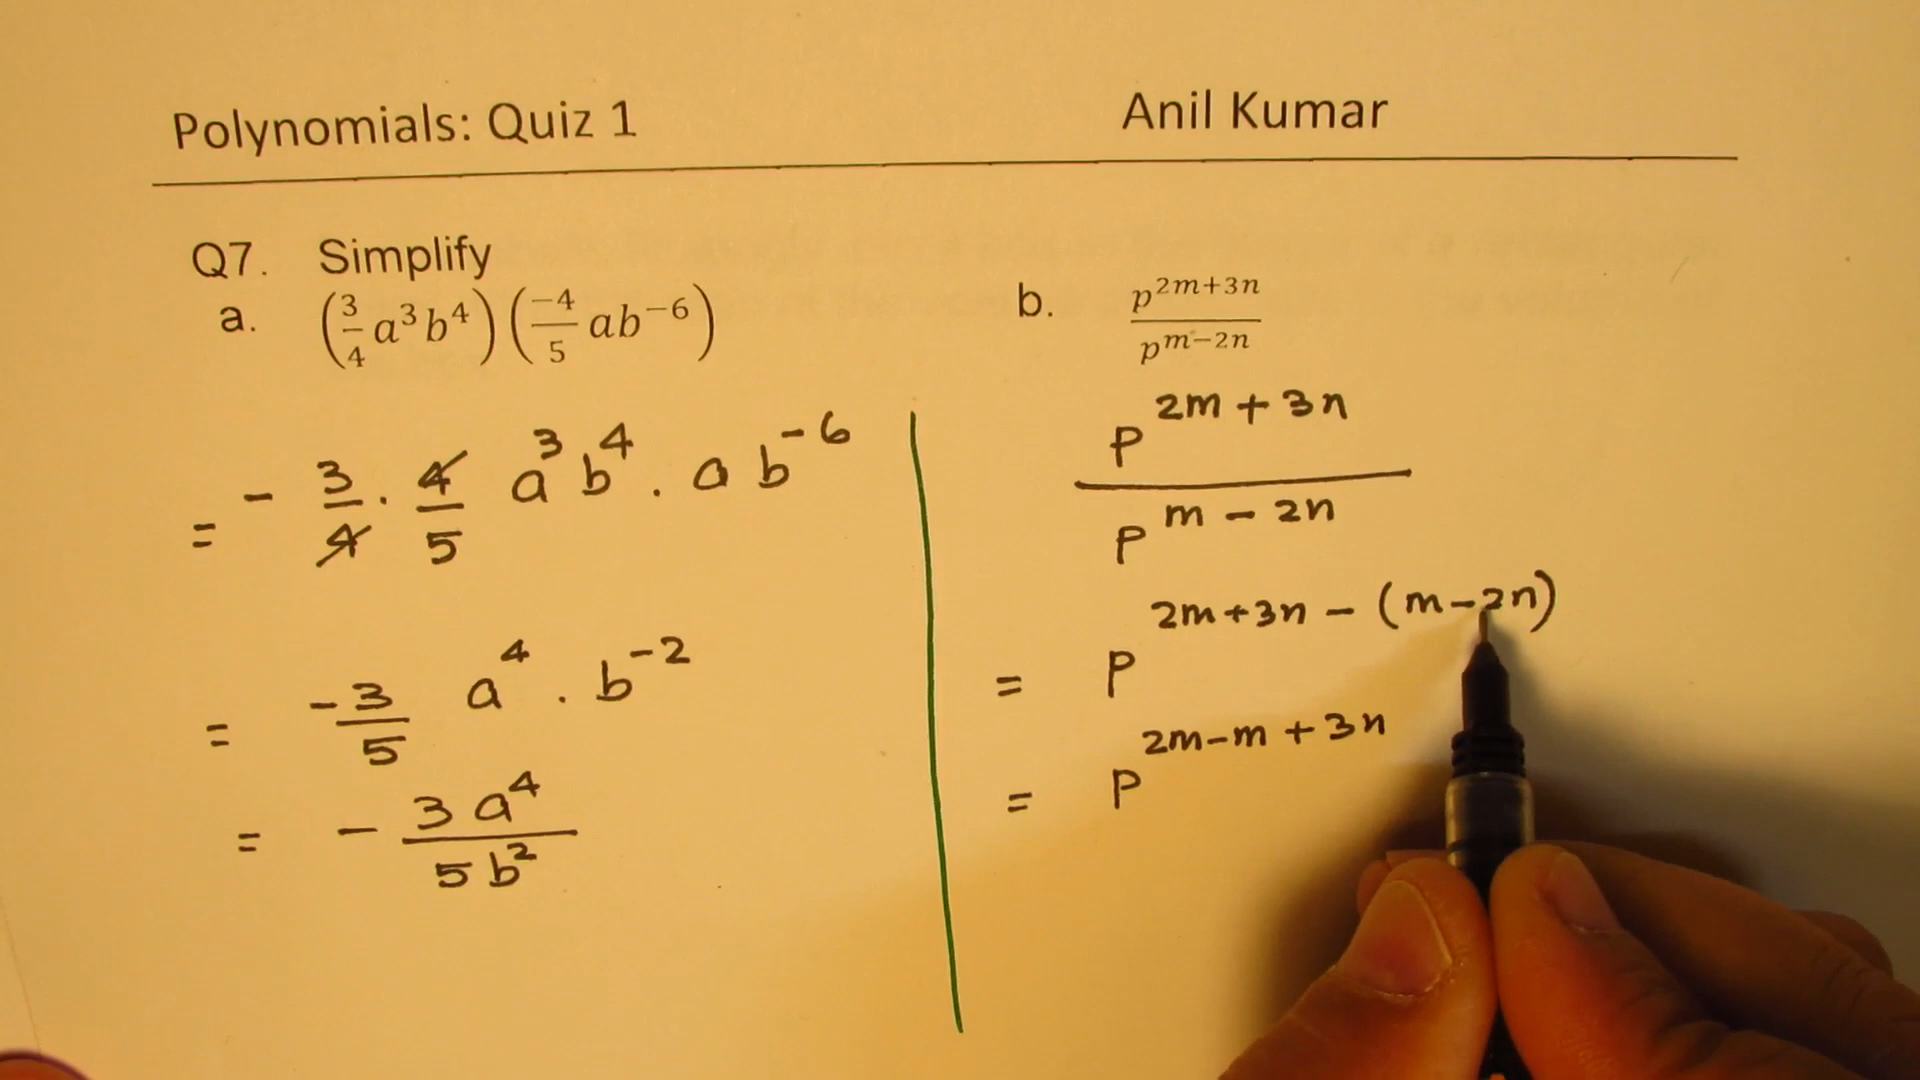 Polynomials: Quiz 1
Anil Kumar
Q7. Simplify
a. (3/4 a³b⁴)(-4/5 ab⁻⁶)
= - 3/4 · 4/5 a³b⁴ · ab⁻⁶
= -3/5 a⁴ · b⁻²
= - 3a⁴/5b²
b. p^(2m+3n)/p^(m-2n)
P^(2m+3n)/P^(m-2n)
= P^(2m+3n-(m-2n))
= P^(2m-m+3n)